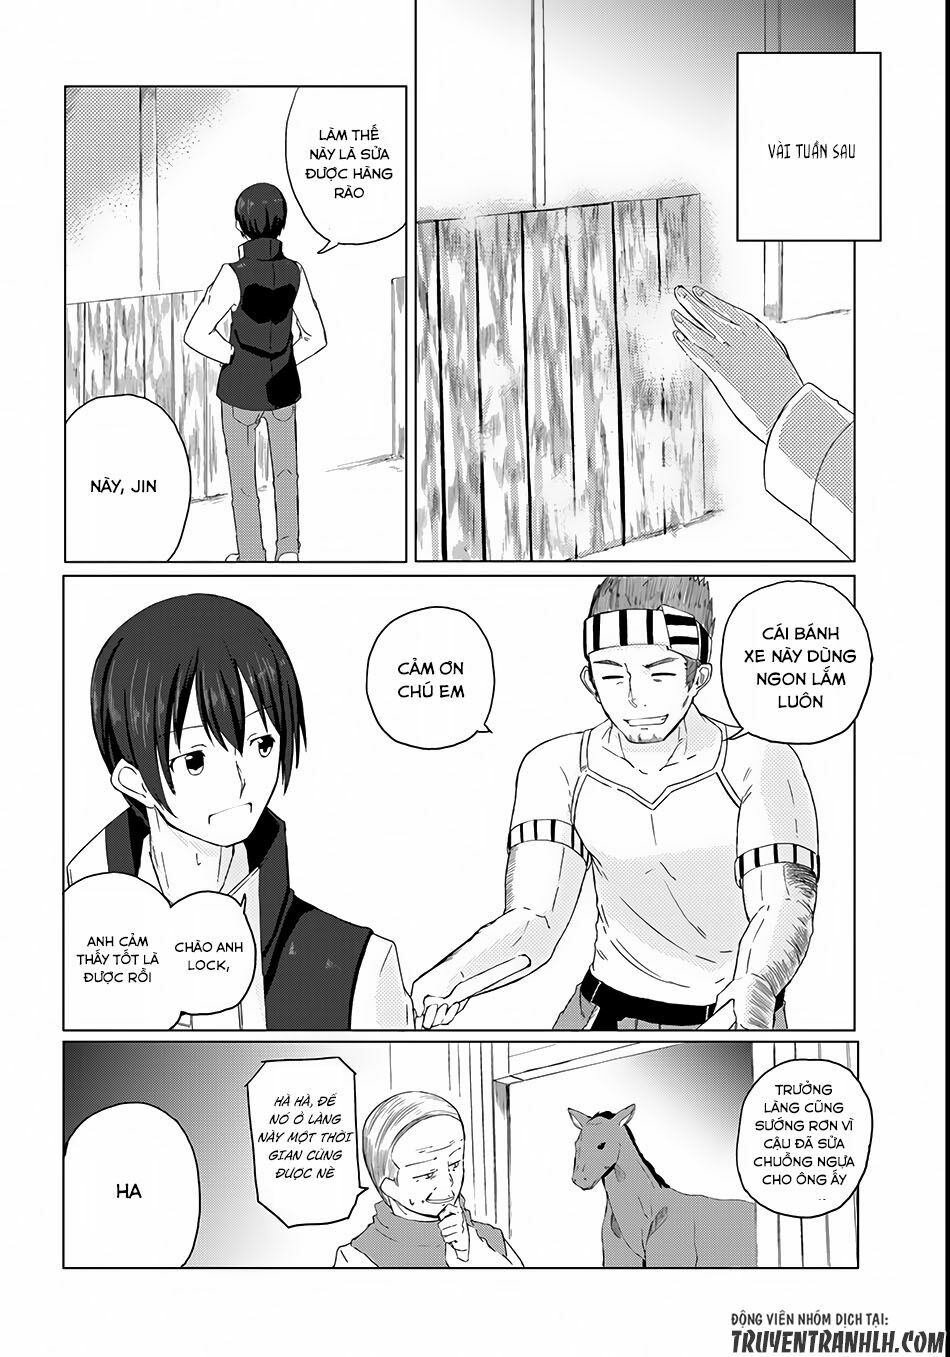 VÀI TUẦN SAU
LÀM THẾ
NÀY LÀ SỬA
ĐƯỢC HÀNG
RÀO
NÀY, JIN
CÁI BÁNH
XE NÀY DÙNG
NGON LẮM
LUÔN
CẢM ƠN
CHÚ EM
CHÀO ANH
LOCK,
ANH CẢM
THẤY TỐT LÀ
ĐƯỢC RỒI
TRƯỞNG
LÀNG CŨNG
SƯỚNG RƠN VÌ
CẬU ĐÃ SỬA
CHUỒNG NGỰA
CHO ÔNG ẤY
..
HÀ HÀ, ĐỂ
NÓ Ở LÀNG
NÀY MỘT THỜI
GIAN CŨNG
ĐƯỢC NÈ
HA
ĐỘNG VIÊN NHÓM DỊCH TẠI:
TRUYENTRANHLH.COM